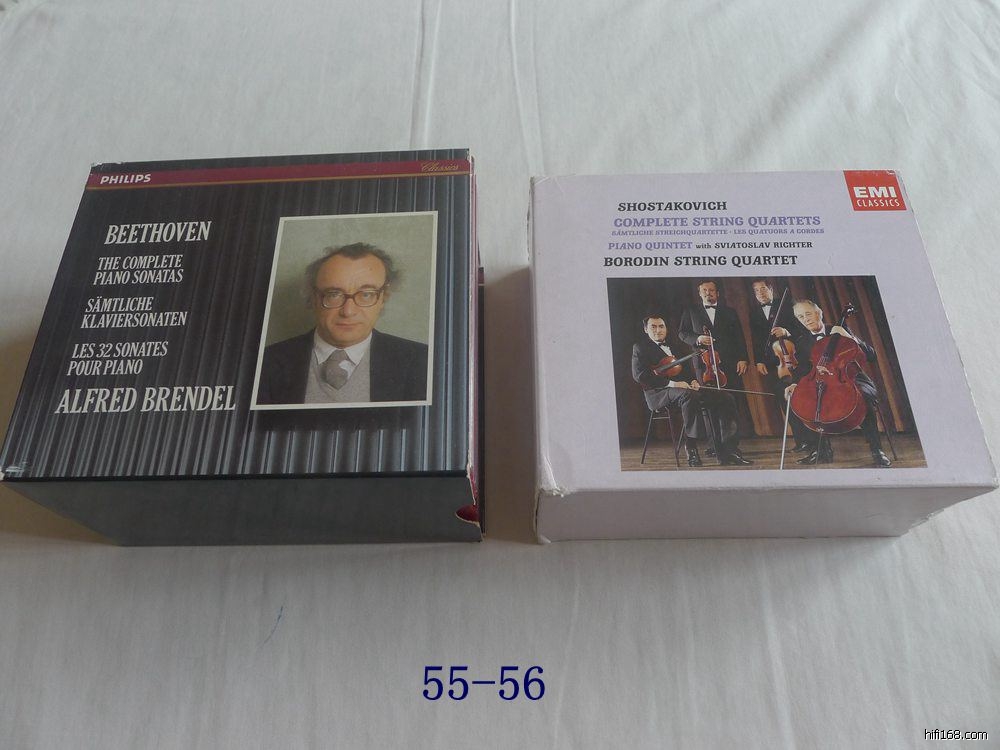 PHILIPS
Classics
BEETHOVEN
THE COMPLETE
PIANO SONATAS
SÄMTLICHE
KLAVIERSONATEN
LES 32 SONATES
POUR PIANO
ALFRED BRENDEL
EMI
CLASSICS
SHOSTAKOVICH
COMPLETE STRING QUARTETS
SÄMTLICHE STREICHQUARTETTE · LES QUATUORS A CORDES
PIANO QUINTET with SVIATOSLAV RICHTER
BORODIN STRING QUARTET
55-56
hifi168.com